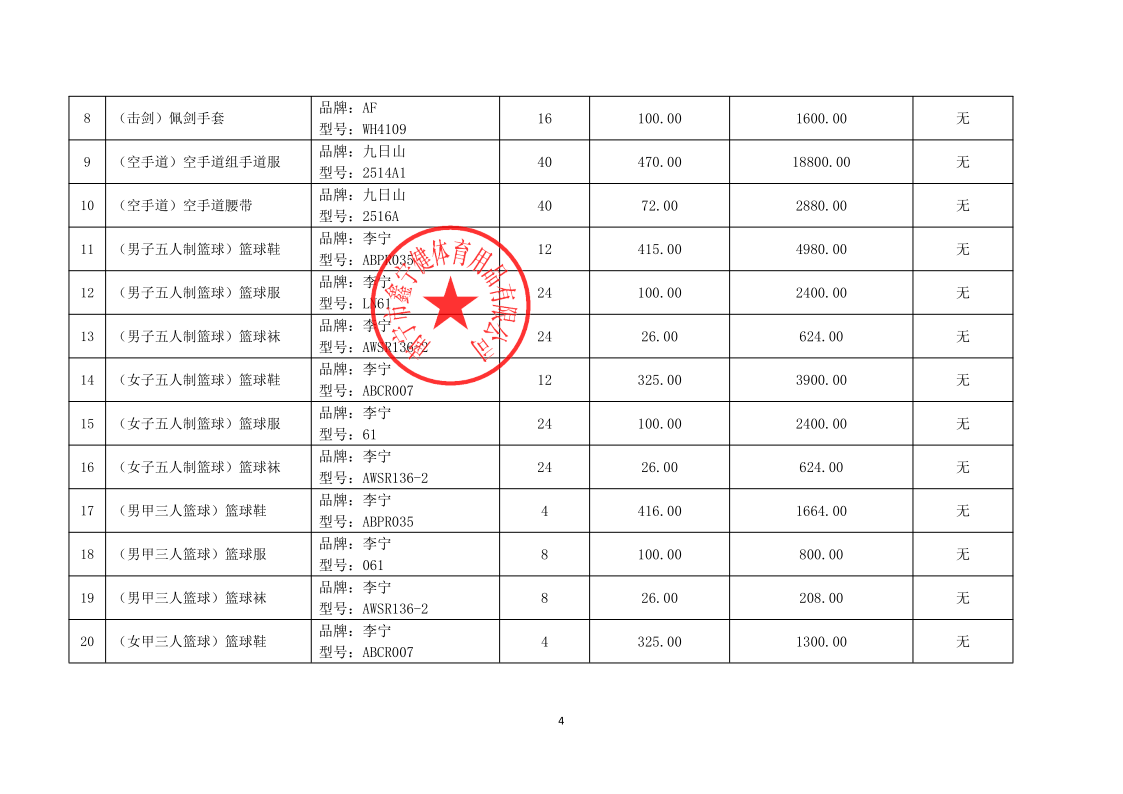 8 （击剑）佩剑手套 品牌：AF 16 100.00 1600.00 无
型号：WH4109
9 （空手道）空手道组手道服 品牌：九日山 40 470.00 18800.00 无
型号：2514A1
10 （空手道）空手道腰带 品牌：九日山 40 72.00 2880.00 无
型号：2516A
11 （男子五人制篮球）篮球鞋 品牌：李宁 12 415.00 4980.00 无
型号：ABPR035
12 （男子五人制篮球）篮球服 品牌：李宁 24 100.00 2400.00 无
型号：LN61
13 （男子五人制篮球）篮球袜 品牌：李宁 24 26.00 624.00 无
型号：AWSR136-2
14 （女子五人制篮球）篮球鞋 品牌：李宁 12 325.00 3900.00 无
型号：ABCR007
15 （女子五人制篮球）篮球服 品牌：李宁 24 100.00 2400.00 无
型号：61
16 （女子五人制篮球）篮球袜 品牌：李宁 24 26.00 624.00 无
型号：AWSR136-2
17 （男甲三人篮球）篮球鞋 品牌：李宁 4 416.00 1664.00 无
型号：ABPR035
18 （男甲三人篮球）篮球服 品牌：李宁 8 100.00 800.00 无
型号：061
19 （男甲三人篮球）篮球袜 品牌：李宁 8 26.00 208.00 无
型号：AWSR136-2
20 （女甲三人篮球）篮球鞋 品牌：李宁 4 325.00 1300.00 无
型号：ABCR007
南宁市鑫宁健体育用品有限公司
4